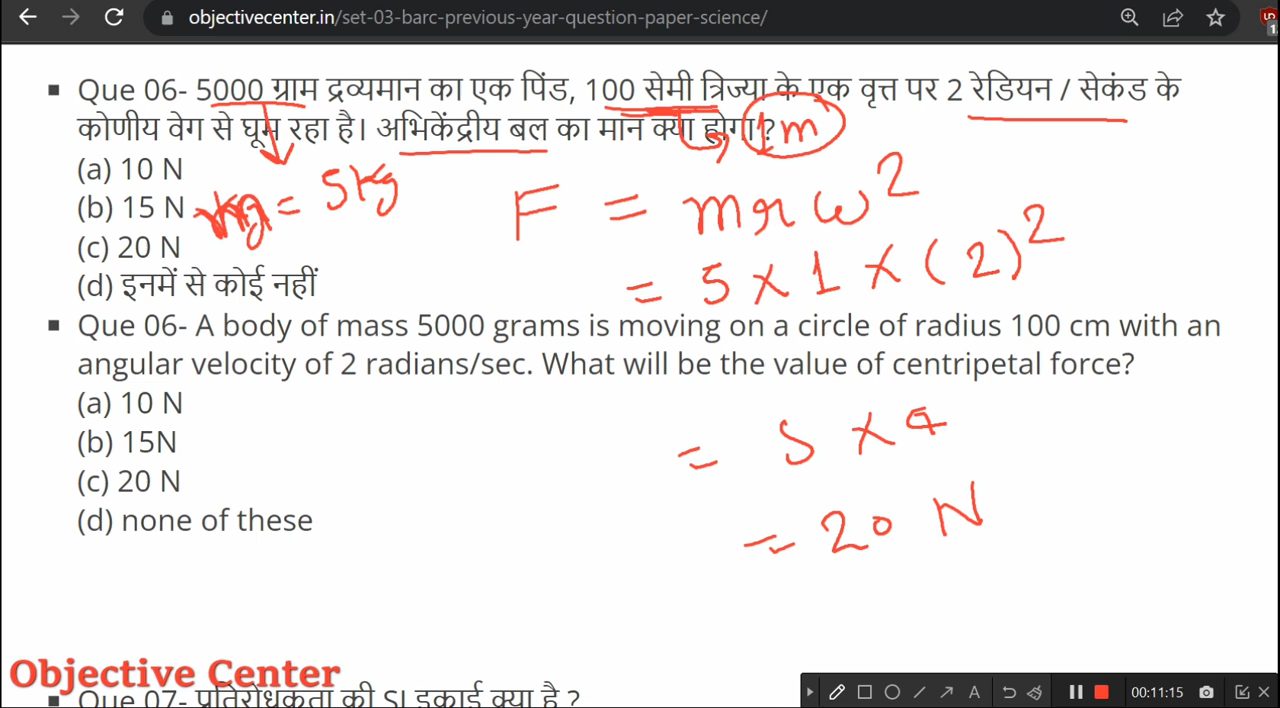 objectivecenter.in/set-03-barc-previous-year-question-paper-science/
Que 06- 5000 ग्राम द्रव्यमान का एक पिंड, 100 सेमी त्रिज्या के एक वृत्त पर 2 रेडियन / सेकंड के
कोणीय वेग से घूम रहा है। अभिकेंद्रीय बल का मान क्या होगा ?
1m
(a) 10 N
(b) 15 N
= 5kg
(c) 20 N
(d) इनमें से कोई नहीं
F = mrω2
= 5 × 1 × (2)2
Que 06- A body of mass 5000 grams is moving on a circle of radius 100 cm with an
angular velocity of 2 radians/sec. What will be the value of centripetal force?
(a) 10 N
(b) 15N
(c) 20 N
(d) none of these
= 5 × 4
= 20 N
Objective Center
Que 07- प्रतिरोधकता की SI इकाई क्या है ?
A
00:11:15